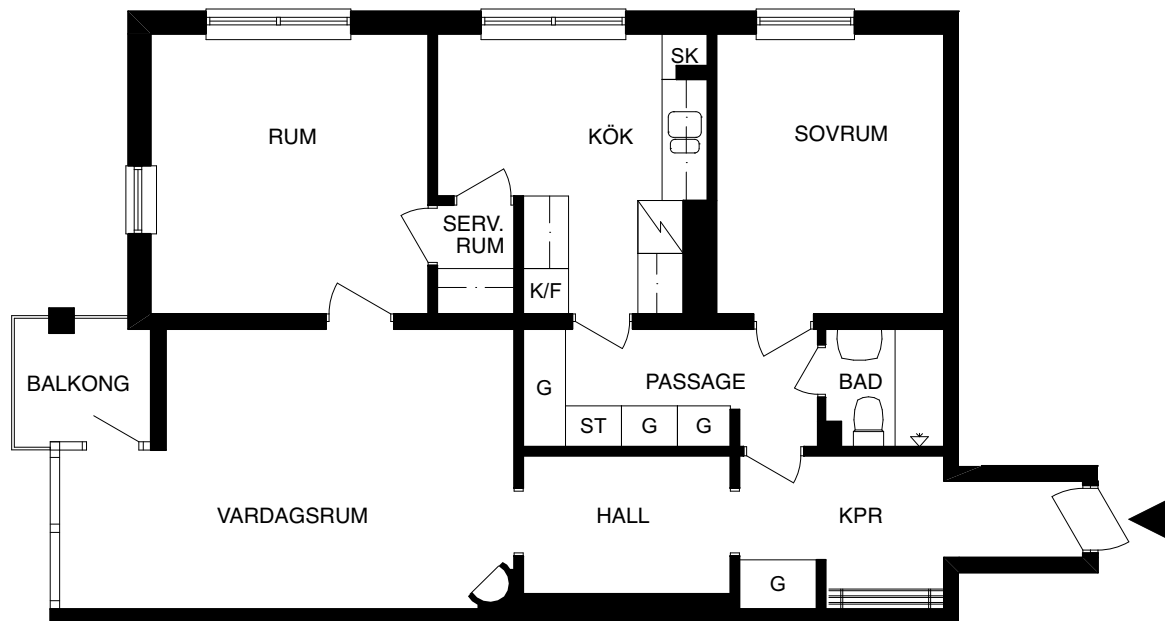 SK
RUM
KÖK
SOVRUM
SERV.
RUM
K/F
BALKONG
G
PASSAGE
BAD
ST
G
G
VARDAGSRUM
HALL
KPR
G